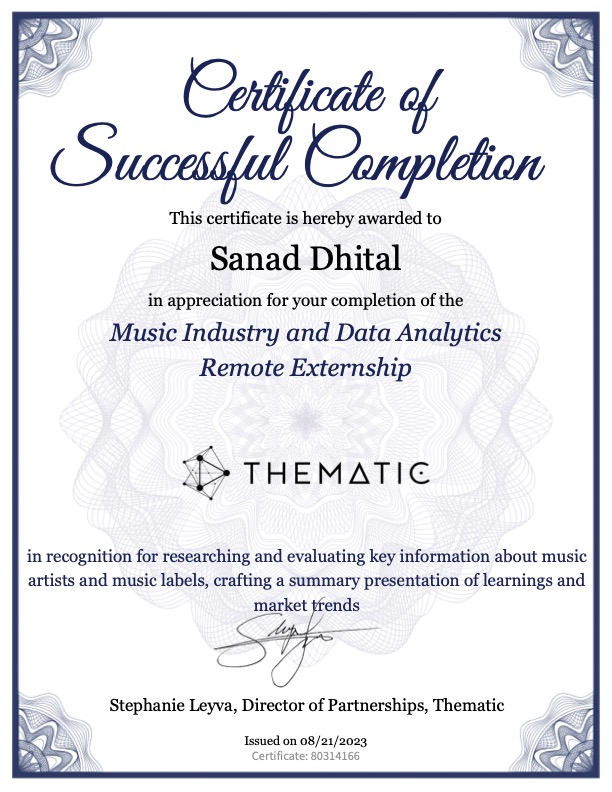 Certificate of
Successful Completion
This certificate is hereby awarded to
Sanad Dhital
in appreciation for your completion of the
Music Industry and Data Analytics
Remote Externship
THEMATIC
in recognition for researching and evaluating key information about music
artists and music labels, crafting a summary presentation of learnings and
market trends
Stephanie Leyva, Director of Partnerships, Thematic
Issued on 08/21/2023
Certificate: 80314166